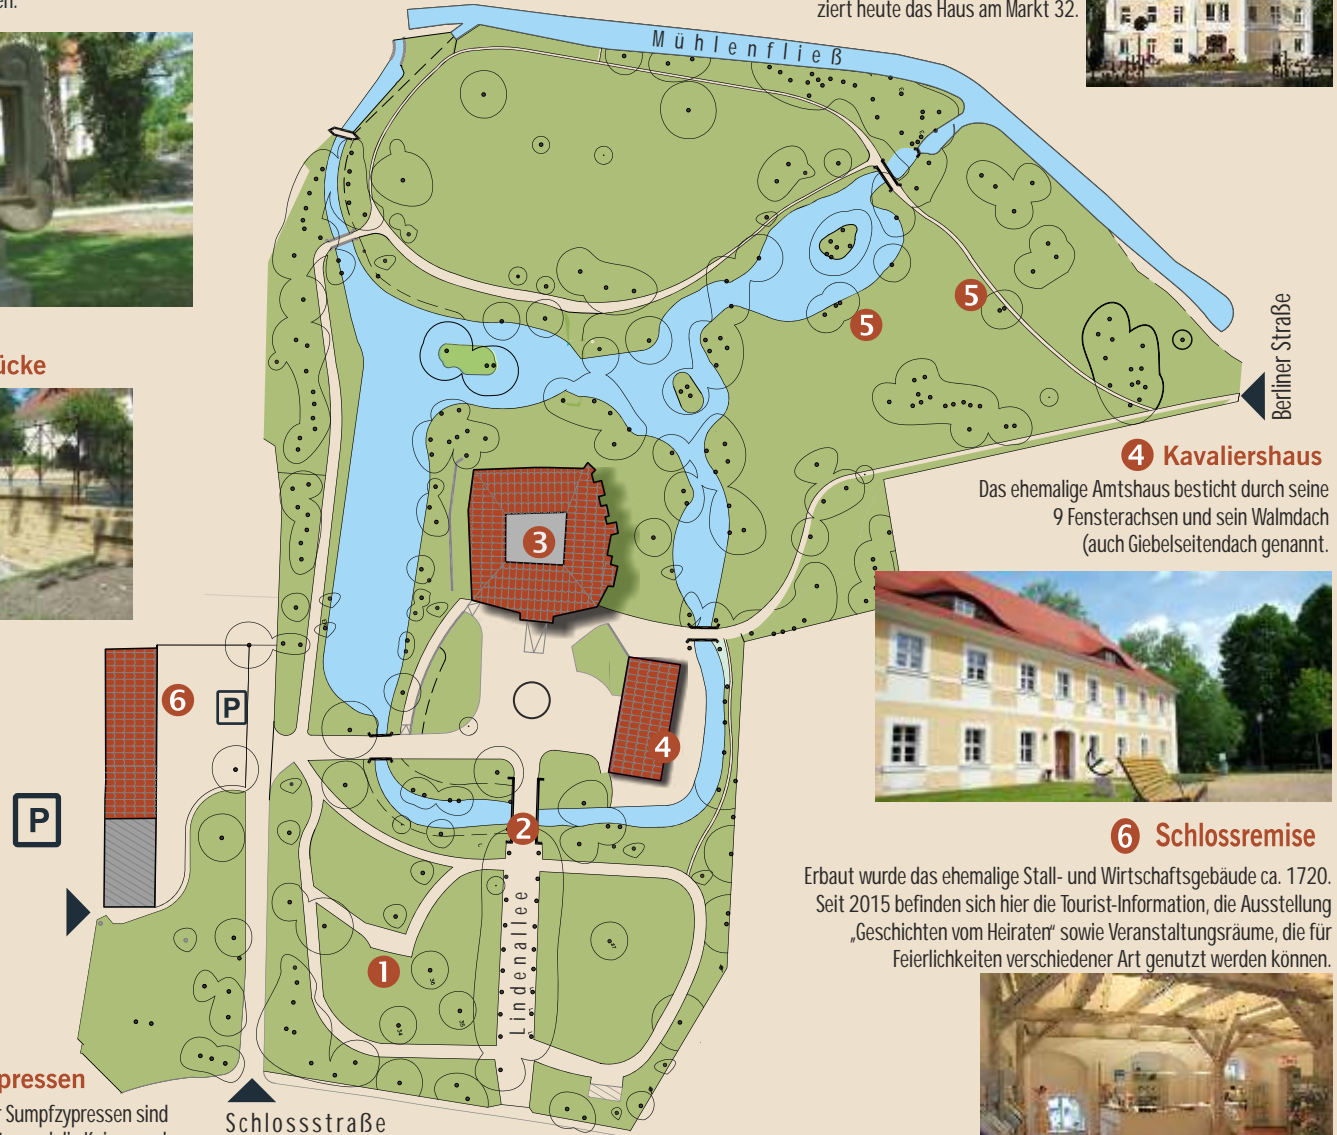 en.
ziert heute das Haus am Markt 32.
Mühlenfließ
ücke
5
5
Berliner Straße
4 Kavaliershaus
Das ehemalige Amtshaus besticht durch seine
9 Fensterachsen und sein Walmdach
(auch Giebelseitendach genannt.
3
6
P
4
P
2
6 Schlossremise
Erbaut wurde das ehemalige Stall- und Wirtschaftsgebäude ca. 1720.
Seit 2015 befinden sich hier die Tourist-Information, die Ausstellung
„Geschichten vom Heiraten“ sowie Veranstaltungsräume, die für
Feierlichkeiten verschiedener Art genutzt werden können.
Lindenallee
1
pressen
r Sumpfzypressen sind
Schlossstraße